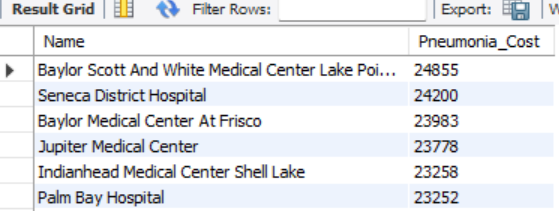 Result Grid Filter Rows: Export: W
Name Pneumonia_Cost
Baylor Scott And White Medical Center Lake Poi... 24855
Seneca District Hospital 24200
Baylor Medical Center At Frisco 23983
Jupiter Medical Center 23778
Indianhead Medical Center Shell Lake 23258
Palm Bay Hospital 23252